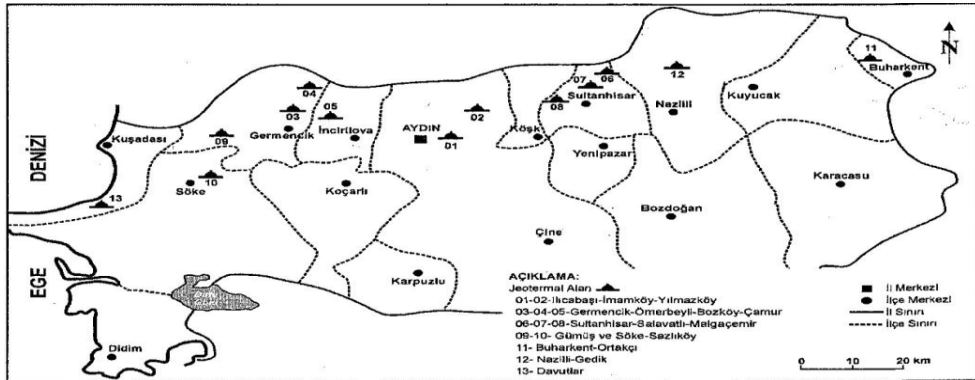 N
11
Buharkent
12
06
07
Sultanhisar
08
Nazilli
Kuyucak
04
03
05
Germencik
İncirliova
AYDIN
01
02
Köşk
Kuşadası
09
Yenipazar
10
Söke
Koçarlı
Karacasu
13
Bozdoğan
Çine
Karpuzlu
Didim
EGE DENİZİ
AÇIKLAMA:
Jeotermal Alan
01-02-Ilıcabaşı-İmamköy-Yılmazköy
03-04-05-Germencik-Ömerbeyli-Bozköy-Çamur
06-07-08-Sultanhisar-Salavatlı-Malgaçemir
09-10- Gümüş ve Söke-Sazlıköy
11- Buharkent-Ortakçı
12- Nazilli-Gedik
13- Davutlar
İl Merkezi
İlçe Merkezi
İl Sınırı
İlçe Sınırı
0 10 20 km